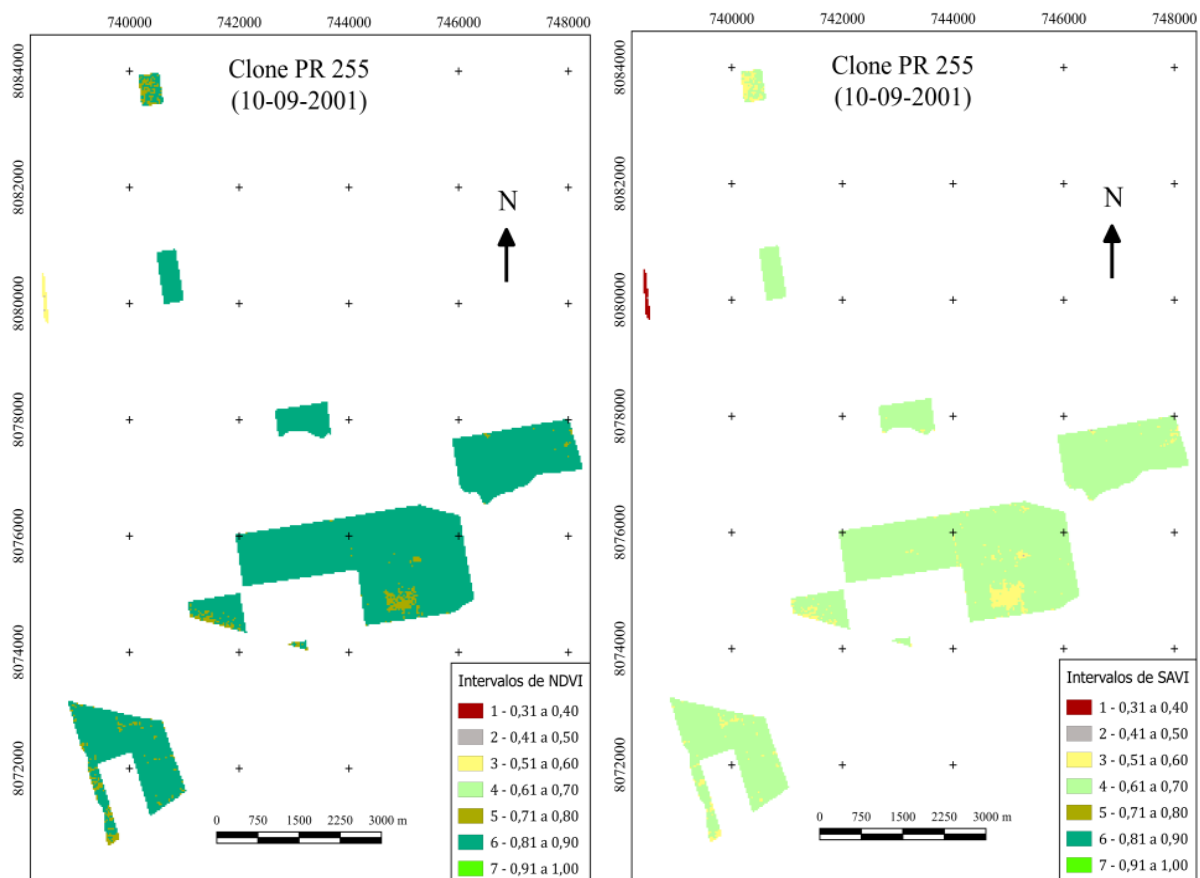 740000 742000 744000 746000 748000
Clone PR 255
(10-09-2001)
N
8084000
8082000
8080000
8078000
8076000
8074000
8072000
Intervalos de NDVI
1 - 0,31 a 0,40
2 - 0,41 a 0,50
3 - 0,51 a 0,60
4 - 0,61 a 0,70
5 - 0,71 a 0,80
6 - 0,81 a 0,90
7 - 0,91 a 1,00
0 750 1500 2250 3000 m
740000 742000 744000 746000 748000
Clone PR 255
(10-09-2001)
N
8084000
8082000
8080000
8078000
8076000
8074000
8072000
Intervalos de SAVI
1 - 0,31 a 0,40
2 - 0,41 a 0,50
3 - 0,51 a 0,60
4 - 0,61 a 0,70
5 - 0,71 a 0,80
6 - 0,81 a 0,90
7 - 0,91 a 1,00
0 750 1500 2250 3000 m